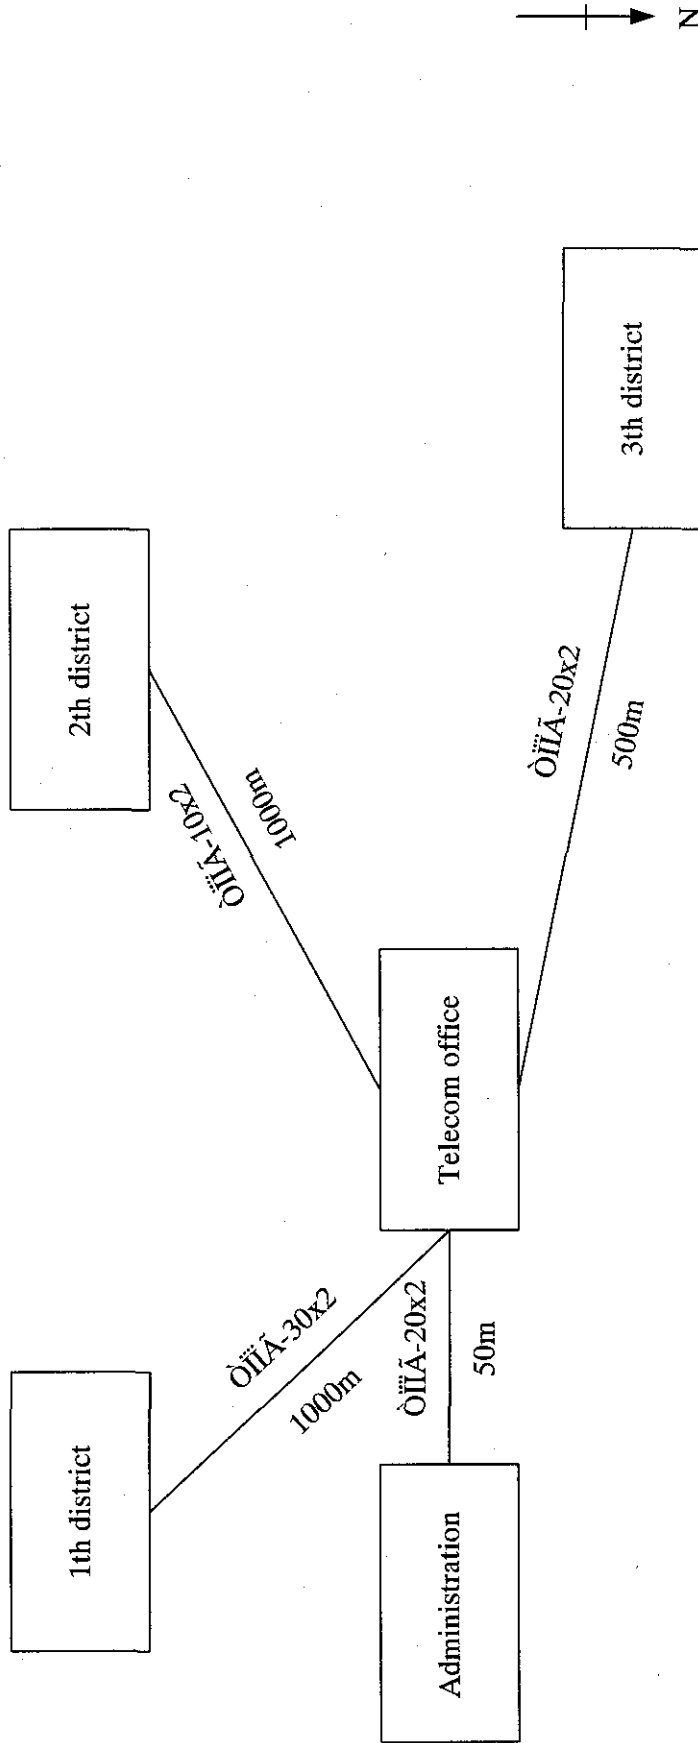 1th district
2th district
ÒÏÏÃ-10x2
1000m
ÒÏÏÃ-30x2
1000m
ÒÏÏÃ-20x2
50m
Administration
Telecom office
ÒÏÏÃ-20x2
500m
3th district
N